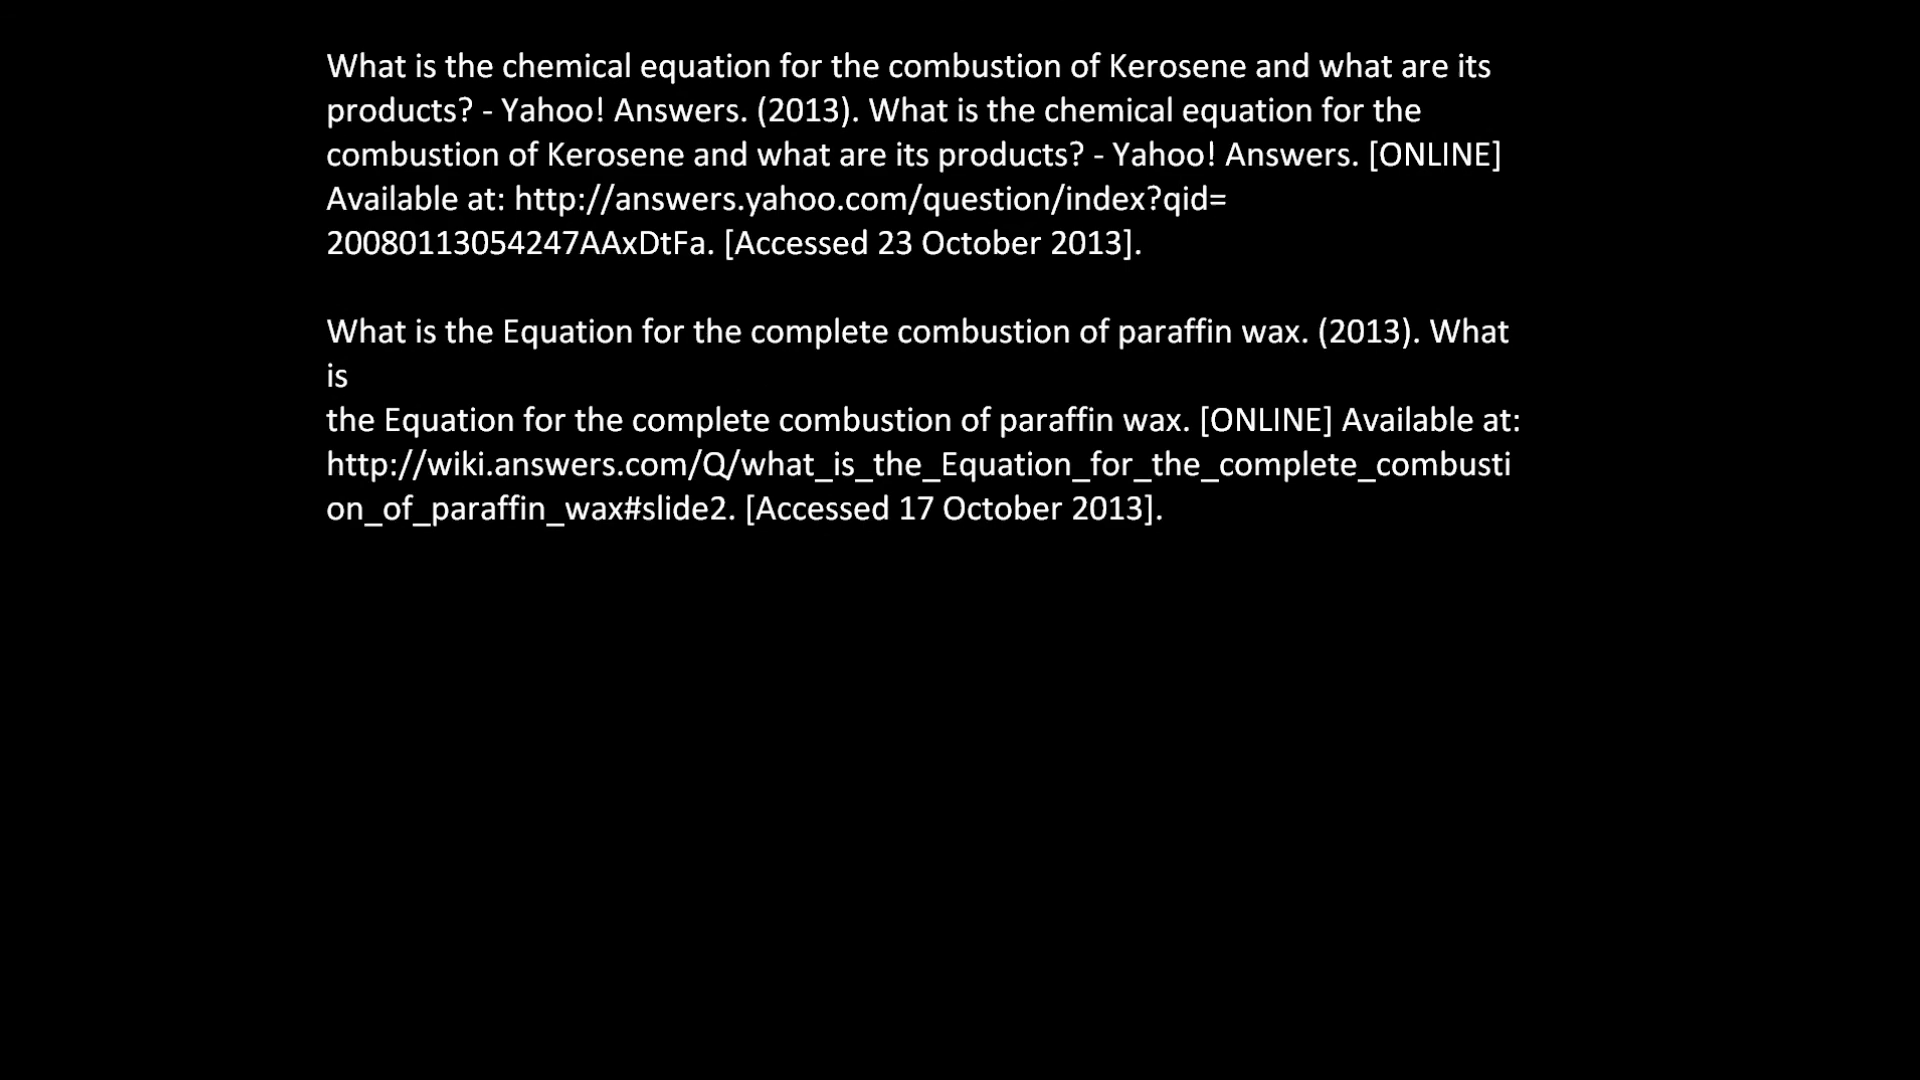 What is the chemical equation for the combustion of Kerosene and what are its
products? - Yahoo! Answers. (2013). What is the chemical equation for the
combustion of Kerosene and what are its products? - Yahoo! Answers. [ONLINE]
Available at: http://answers.yahoo.com/question/index?qid=
20080113054247AAxDtFa. [Accessed 23 October 2013].
What is the Equation for the complete combustion of paraffin wax. (2013). What
is
the Equation for the complete combustion of paraffin wax. [ONLINE] Available at:
http://wiki.answers.com/Q/what_is_the_Equation_for_the_complete_combusti
on_of_paraffin_wax#slide2. [Accessed 17 October 2013].